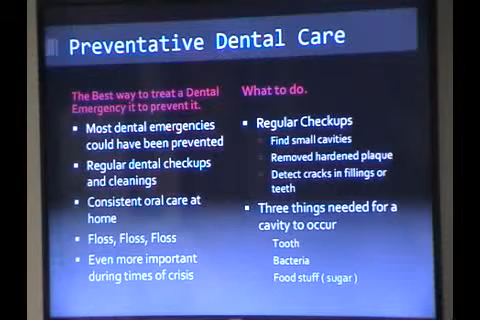 Preventative Dental Care
The Best way to treat a Dental
Emergency it to prevent it.
Most dental emergencies
could have been prevented
Regular dental checkups
and cleanings
Consistent oral care at
home
Floss, Floss, Floss
Even more important
during times of crisis
What to do.
Regular Checkups
Find small cavities
Removed hardened plaque
Detect cracks in fillings or
teeth
Three things needed for a
cavity to occur
Tooth
Bacteria
Food stuff ( sugar )